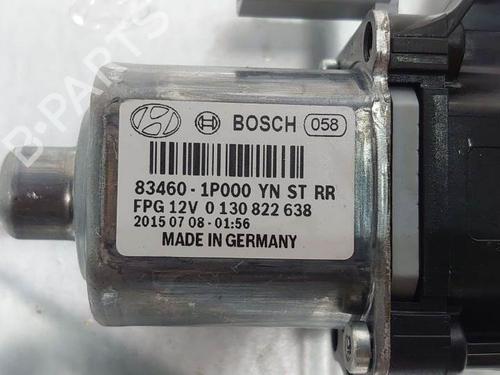 BOSCH 058
83460-1P000 YN ST RR
FPG 12V 0 130 822 638
2015 07 08 - 01:56
MADE IN GERMANY
B-PARTS